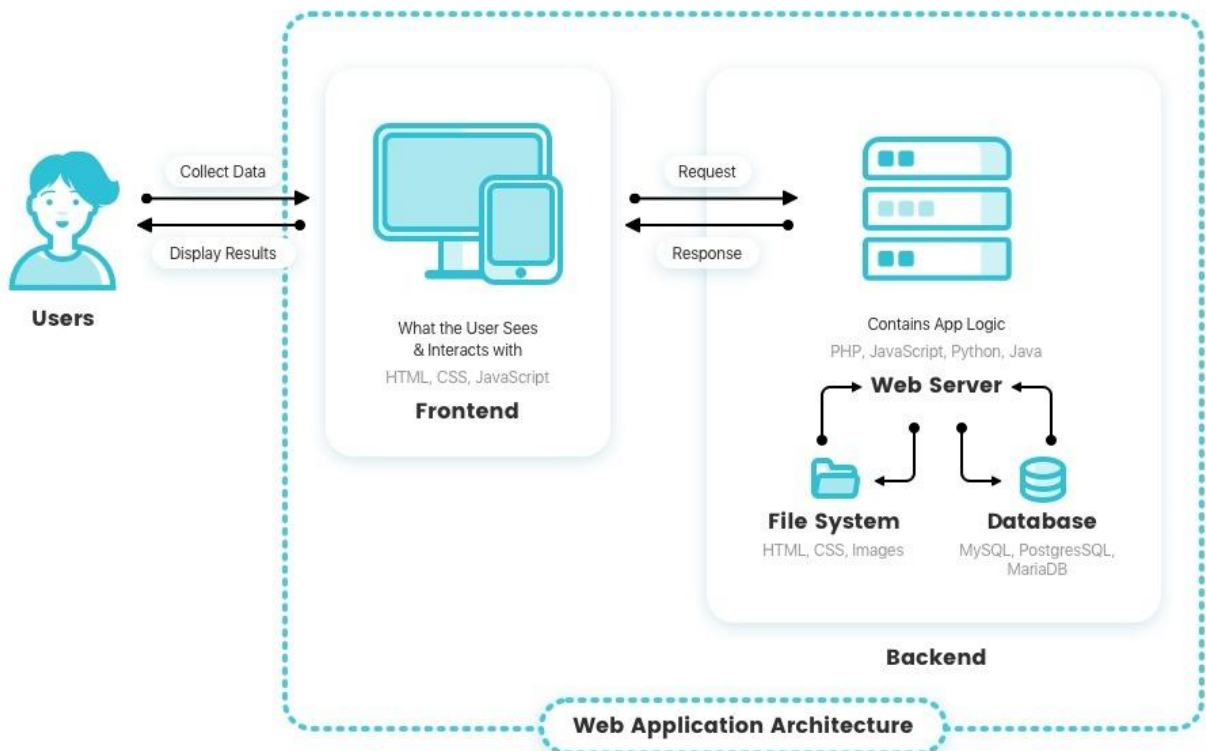 Collect Data
Display Results
Users
What the User Sees
& Interacts with
HTML, CSS, JavaScript
Frontend
Request
Response
Contains App Logic
PHP, JavaScript, Python, Java
Web Server
File System
HTML, CSS, Images
Database
MySQL, PostgresSQL,
MariaDB
Backend
Web Application Architecture